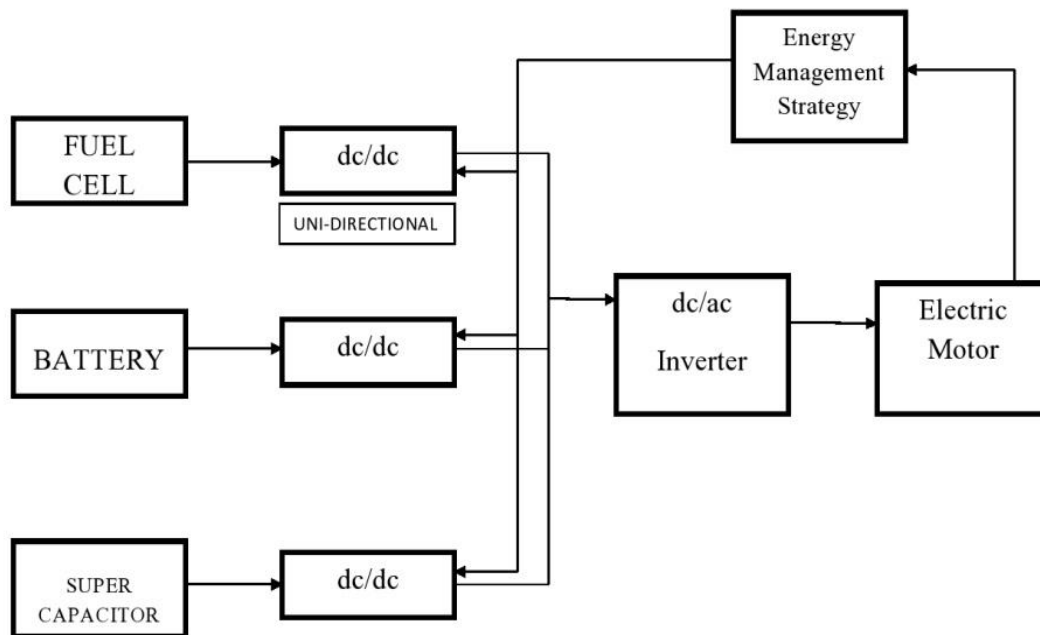 Energy
Management
Strategy
FUEL
CELL
dc/dc
UNI-DIRECTIONAL
BATTERY
dc/dc
dc/ac
Inverter
Electric
Motor
SUPER
CAPACITOR
dc/dc